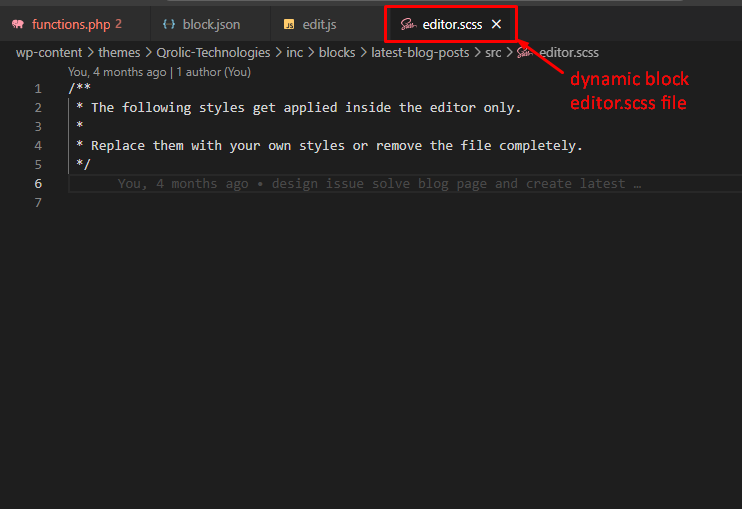 functions.php 2 block.json edit.js editor.scss
wp-content > themes > Qrolic-Technologies > inc > blocks > latest-blog-posts > src > editor.scss
You, 4 months ago | 1 author (You)
1 /**
2 * The following styles get applied inside the editor only.
3 *
4 * Replace them with your own styles or remove the file completely.
5 */
6 You, 4 months ago • design issue solve blog page and create latest …
7
dynamic block
editor.scss file